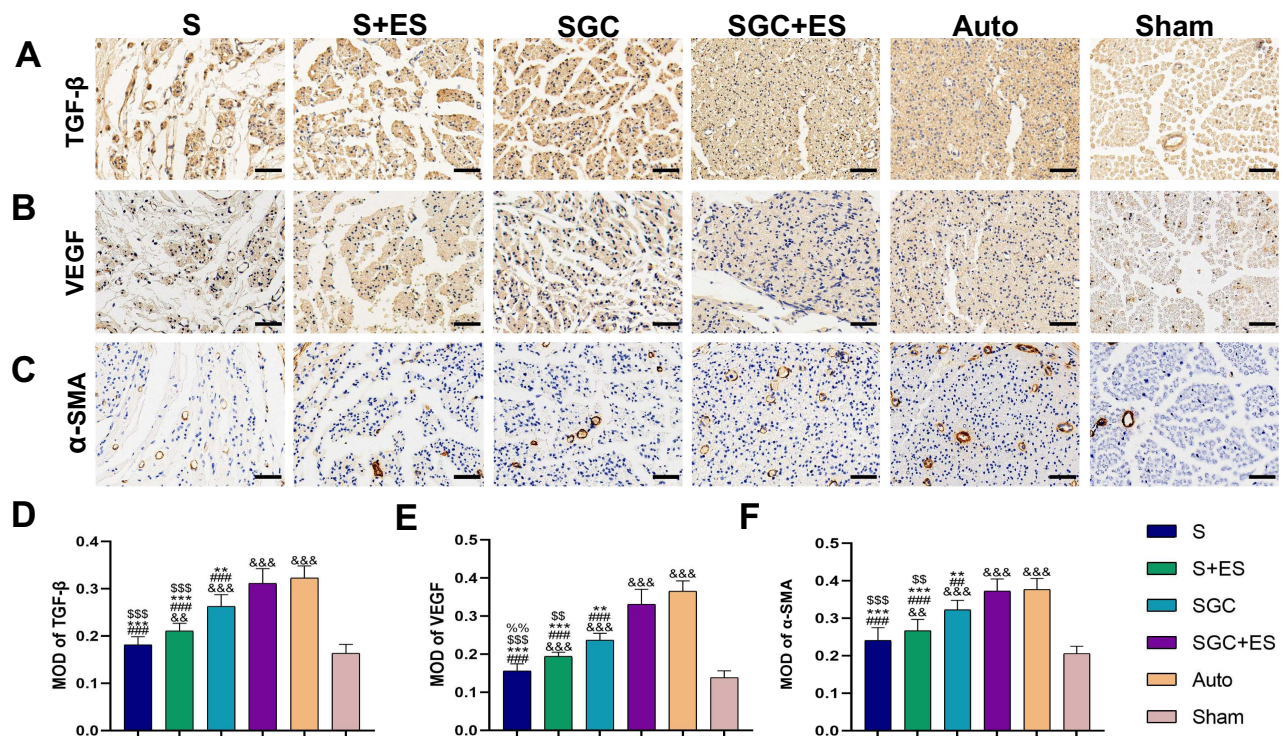 S S+ES SGC SGC+ES Auto Sham
A
TGF-β
B
VEGF
C
α-SMA
D
MOD of TGF-β
0.4
0.3
0.2
0.1
0.0
$$$
***
###
$$$
***
###
&&
**
###
&&&
&&&
&&&
E
MOD of VEGF
0.5
0.4
0.3
0.2
0.1
0.0
%%
$$$
***
###
$$
***
###
&&&
**
###
&&&
&&&
&&&
F
MOD of α-SMA
0.5
0.4
0.3
0.2
0.1
0.0
$$$
***
###
$$
***
###
&&
**
##
&&&
&&&
&&&
S
S+ES
SGC
SGC+ES
Auto
Sham